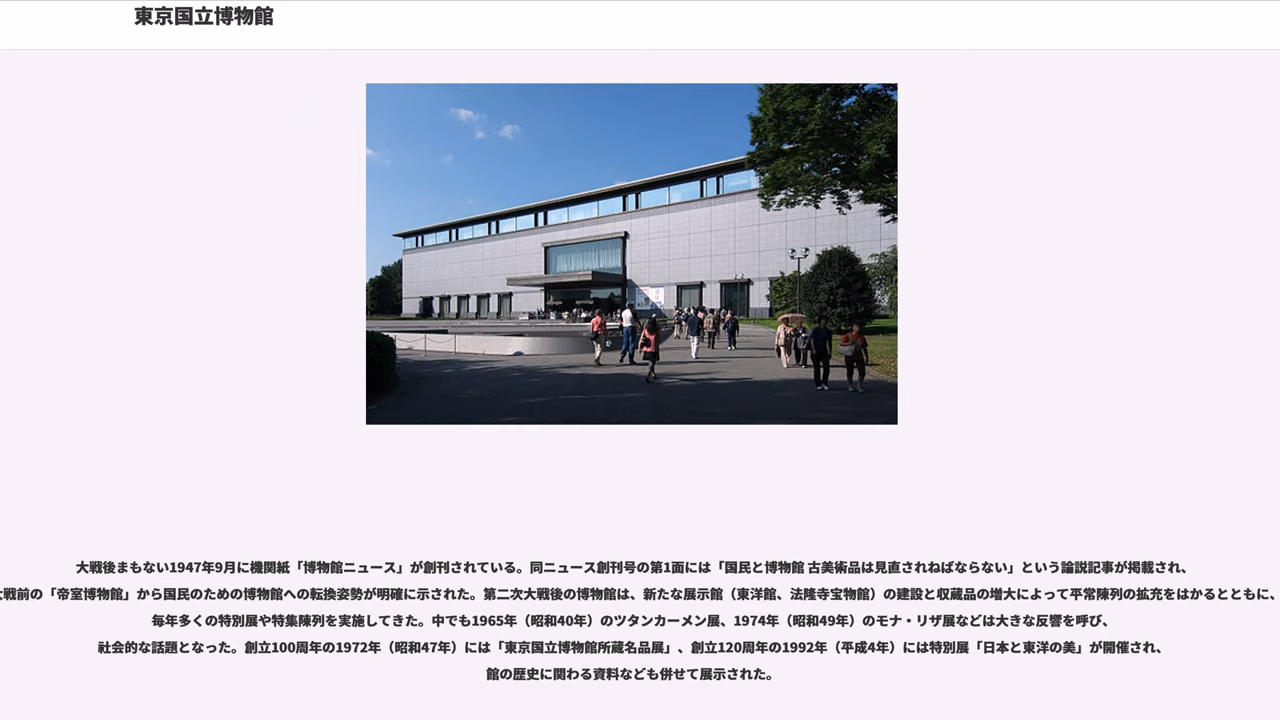 東京国立博物館
大戦後まもない1947年9月に機関紙「博物館ニュース」が創刊されている。同ニュース創刊号の第1面には「国民と博物館 古美術品は見直されねばならない」という論説記事が掲載され、
戦前の「帝室博物館」から国民のための博物館への転換姿勢が明確に示された。第二次大戦後の博物館は、新たな展示館（東洋館、法隆寺宝物館）の建設と収蔵品の増大によって平常陳列の拡充をはかるとともに、
毎年多くの特別展や特集陳列を実施してきた。中でも1965年（昭和40年）のツタンカーメン展、1974年（昭和49年）のモナ・リザ展などは大きな反響を呼び、
社会的な話題となった。創立100周年の1972年（昭和47年）には「東京国立博物館所蔵名品展」、創立120周年の1992年（平成4年）には特別展「日本と東洋の美」が開催され、
館の歴史に関わる資料なども併せて展示された。